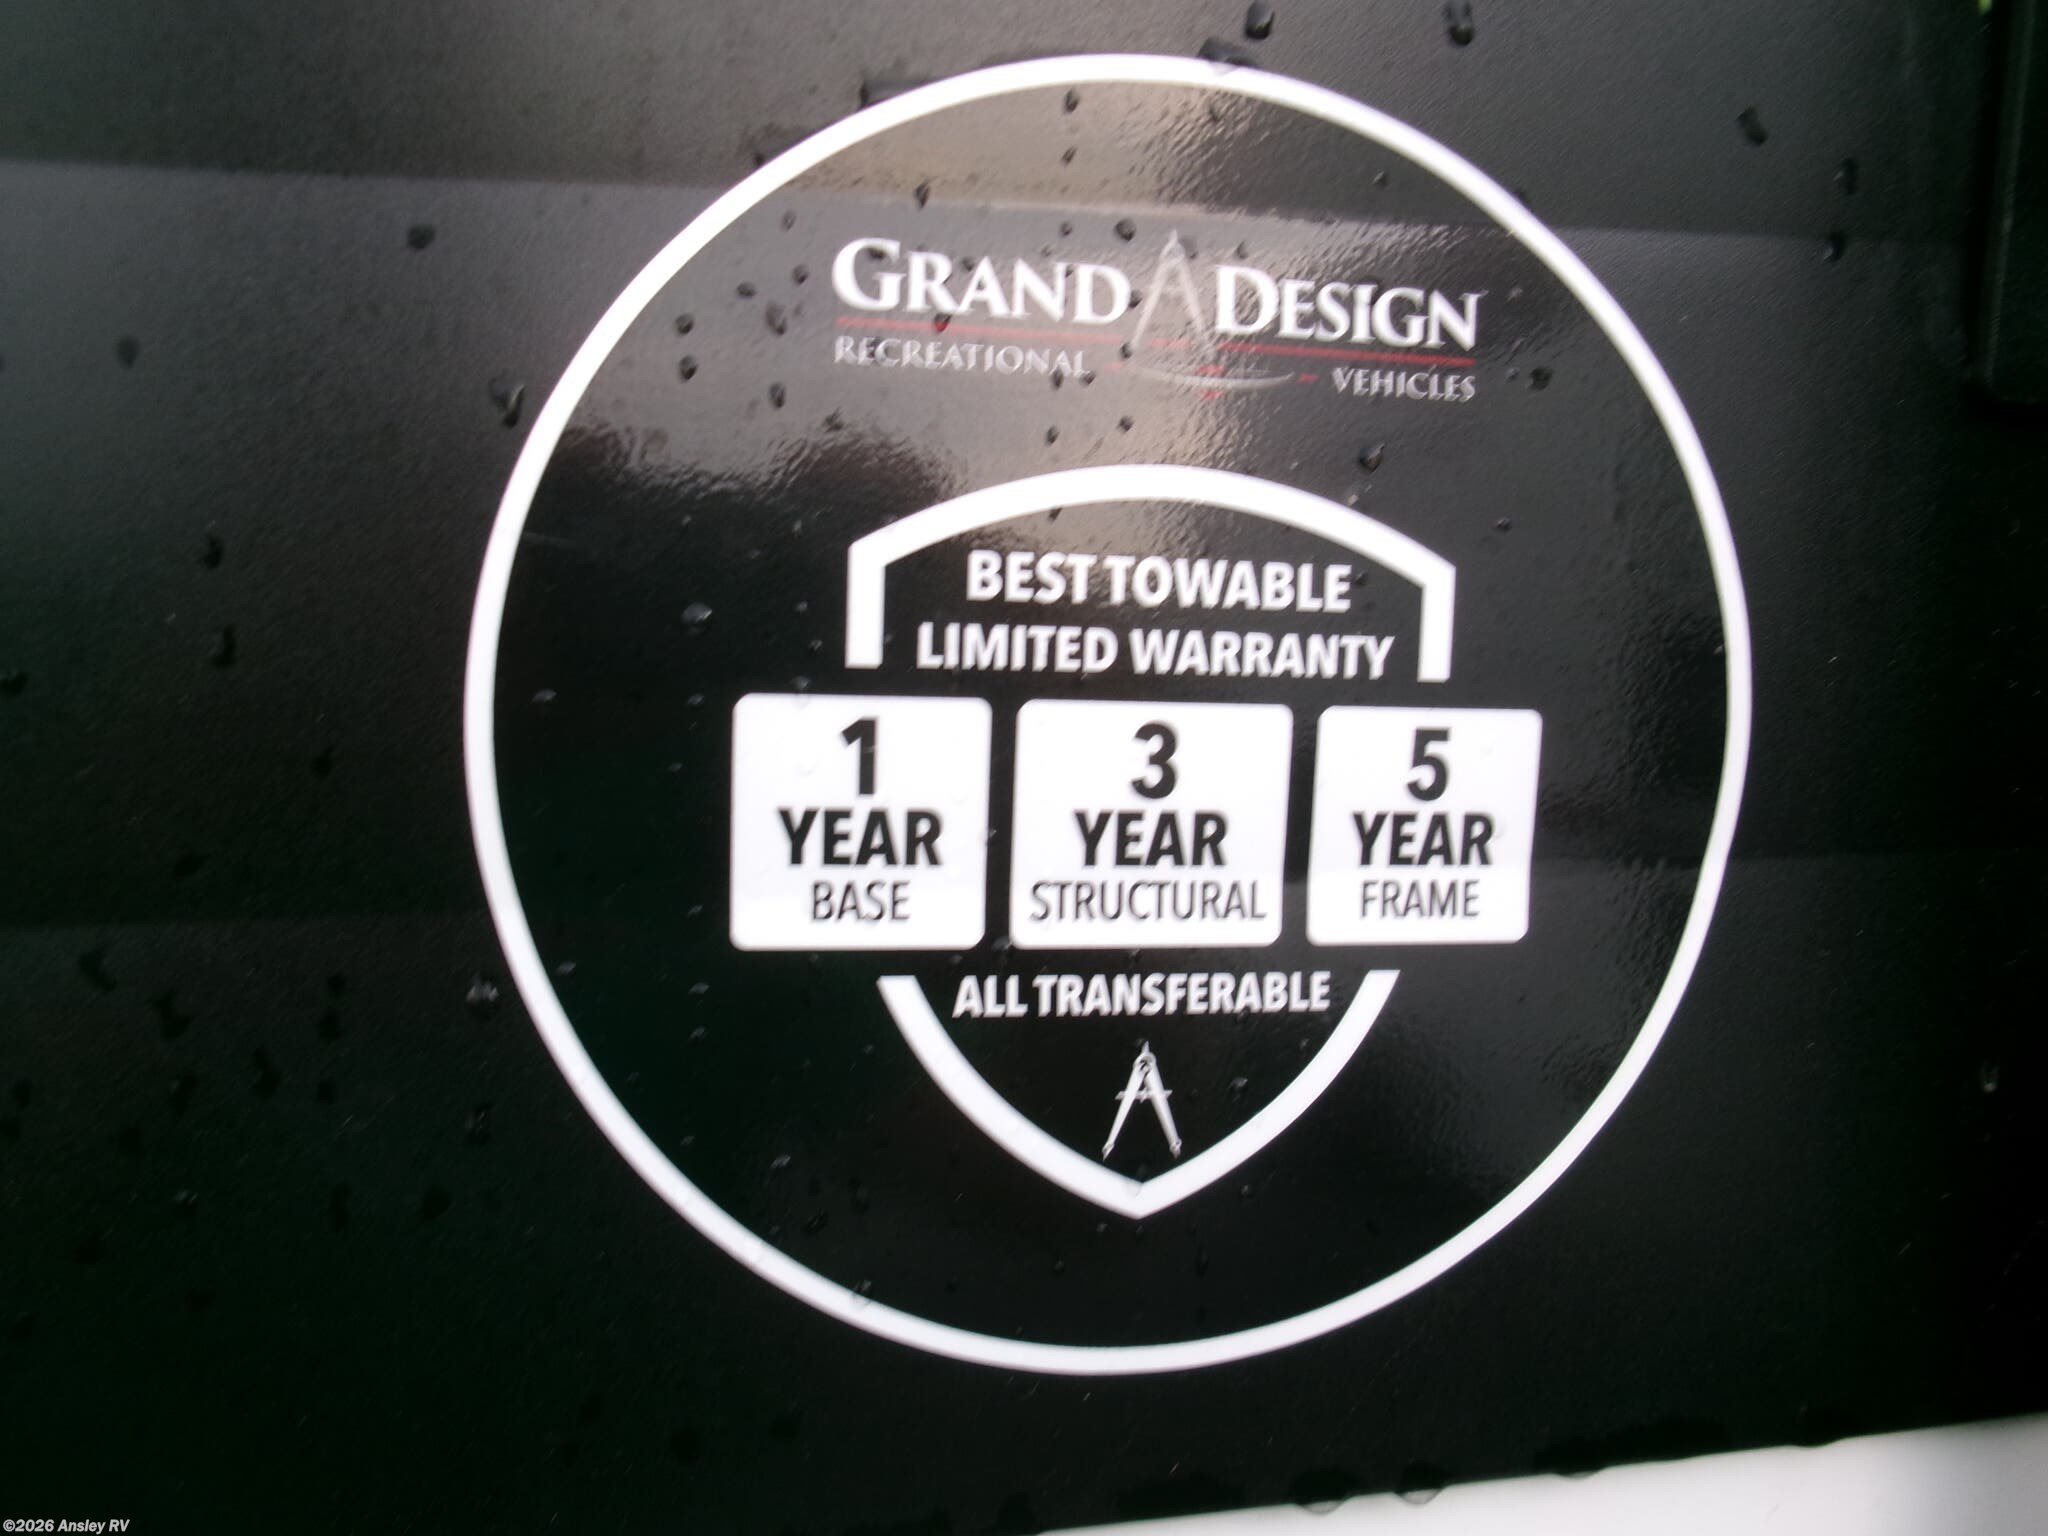 GRAND DESIGN
RECREATIONAL VEHICLES
BEST TOWABLE
LIMITED WARRANTY
1
YEAR
BASE
3
YEAR
STRUCTURAL
5
YEAR
FRAME
ALL TRANSFERABLE
©2026 Ansley RV